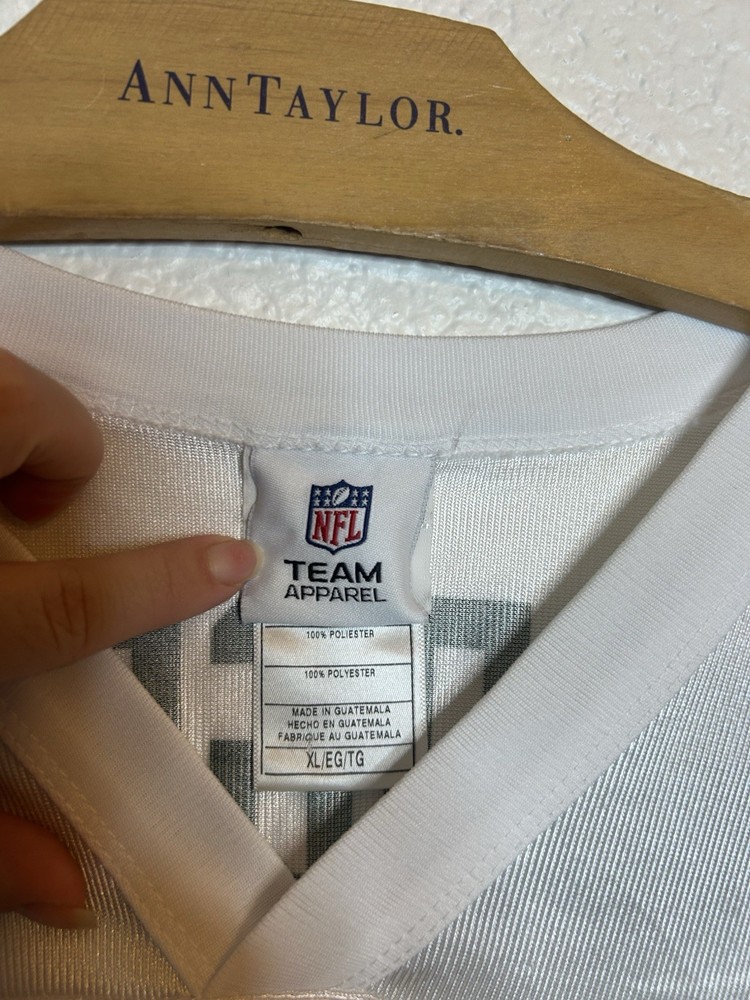 ANNTAYLOR.
NFL
TEAM
APPAREL
100% POLIESTER
100% POLYESTER
MADE IN GUATEMALA
HECHO EN GUATEMALA
FABRIQUE AU GUATEMALA
XL/EG/TG